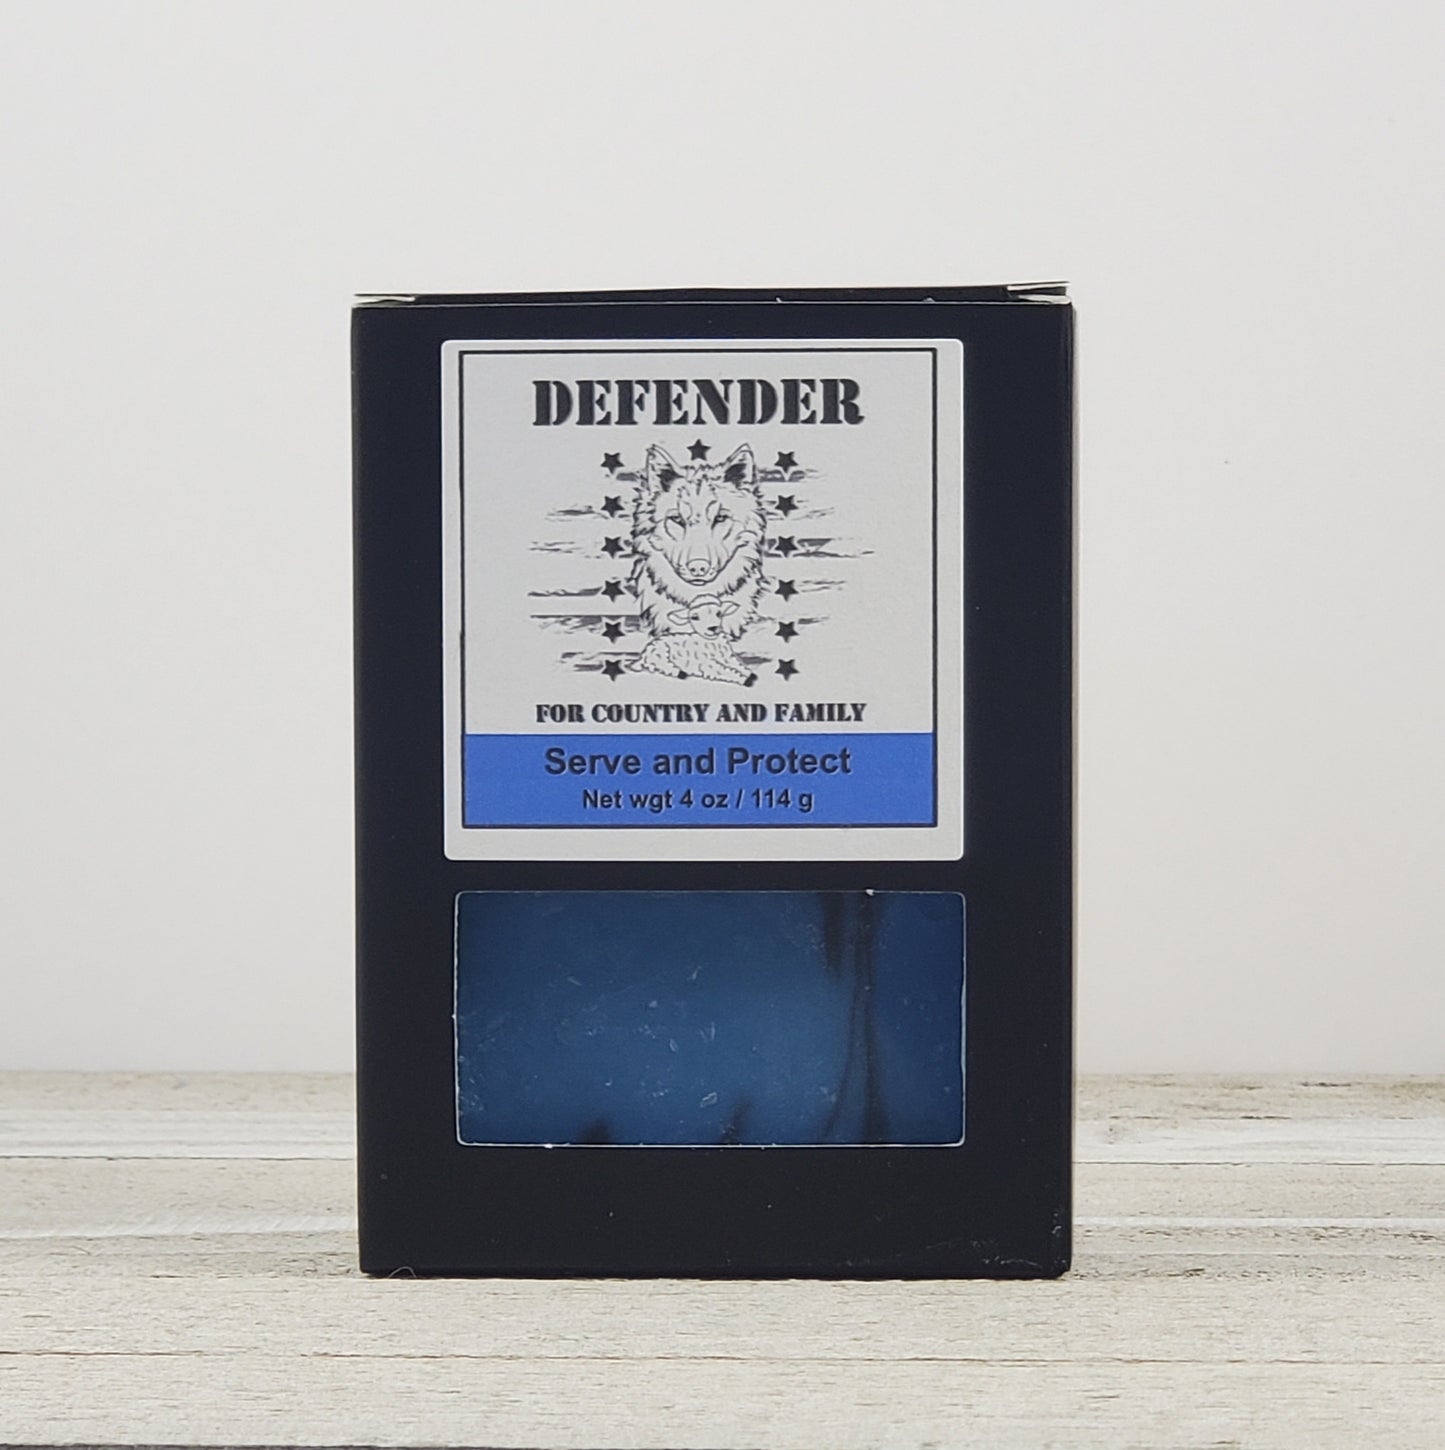 DEFENDER
FOR COUNTRY AND FAMILY
Serve and Protect
Net wgt 4 oz / 114 g